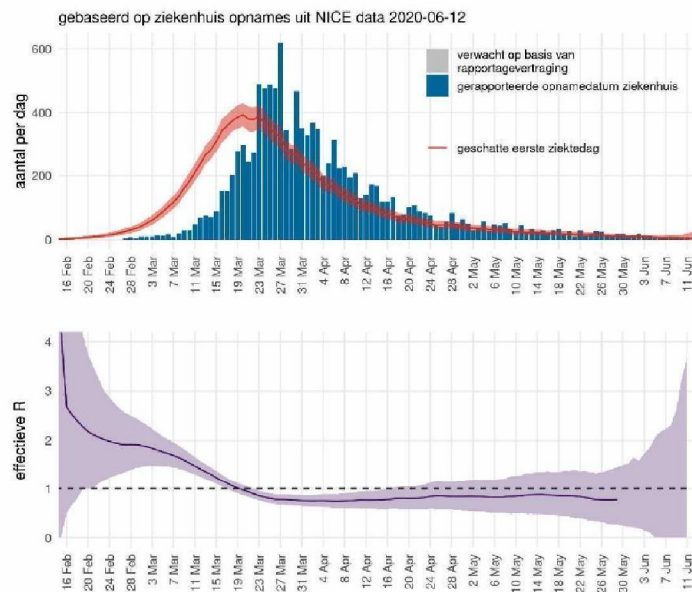 gebaseerd op ziekenhuis opnames uit NICE data 2020-06-12
600
400
200
0
aantal per dag
verwacht op basis van
rapportagevertraging
gerapporteerde opnamedatum ziekenhuis
geschatte eerste ziektedag
16 Feb
20 Feb
24 Feb
28 Feb
3 Mar
7 Mar
11 Mar
15 Mar
19 Mar
23 Mar
27 Mar
31 Mar
4 Apr
8 Apr
12 Apr
16 Apr
20 Apr
24 Apr
28 Apr
2 May
6 May
10 May
14 May
18 May
22 May
26 May
30 May
3 Jun
7 Jun
11 Jun
4
3
2
1
0
effectieve R
16 Feb
20 Feb
24 Feb
28 Feb
3 Mar
7 Mar
11 Mar
15 Mar
19 Mar
23 Mar
27 Mar
31 Mar
4 Apr
8 Apr
12 Apr
16 Apr
20 Apr
24 Apr
28 Apr
2 May
6 May
10 May
14 May
18 May
22 May
26 May
30 May
3 Jun
7 Jun
11 Jun